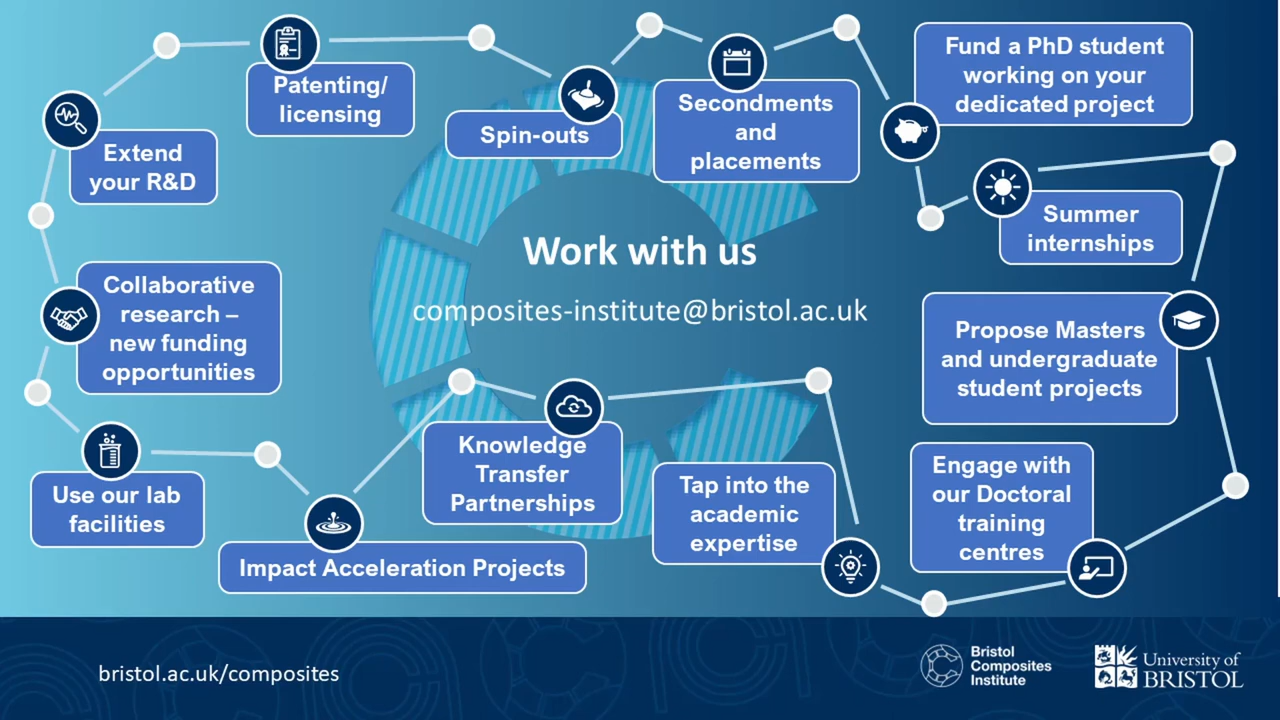 Patenting/
licensing
Spin-outs
Secondments
and
placements
Fund a PhD student
working on your
dedicated project
Extend
your R&D
Summer
internships
Work with us
composites-institute@bristol.ac.uk
Collaborative
research –
new funding
opportunities
Propose Masters
and undergraduate
student projects
Use our lab
facilities
Knowledge
Transfer
Partnerships
Tap into the
academic
expertise
Engage with
our Doctoral
training
centres
Impact Acceleration Projects
bristol.ac.uk/composites
Bristol
Composites
Institute
University of
BRISTOL